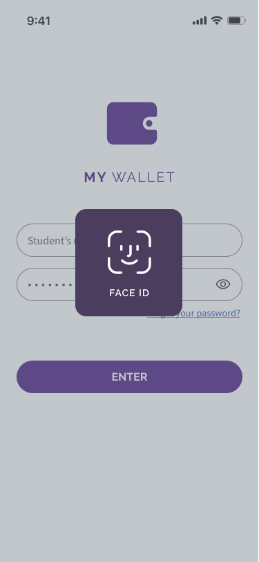 9:41
MY WALLET
Student's
FACE ID
your password?
ENTER